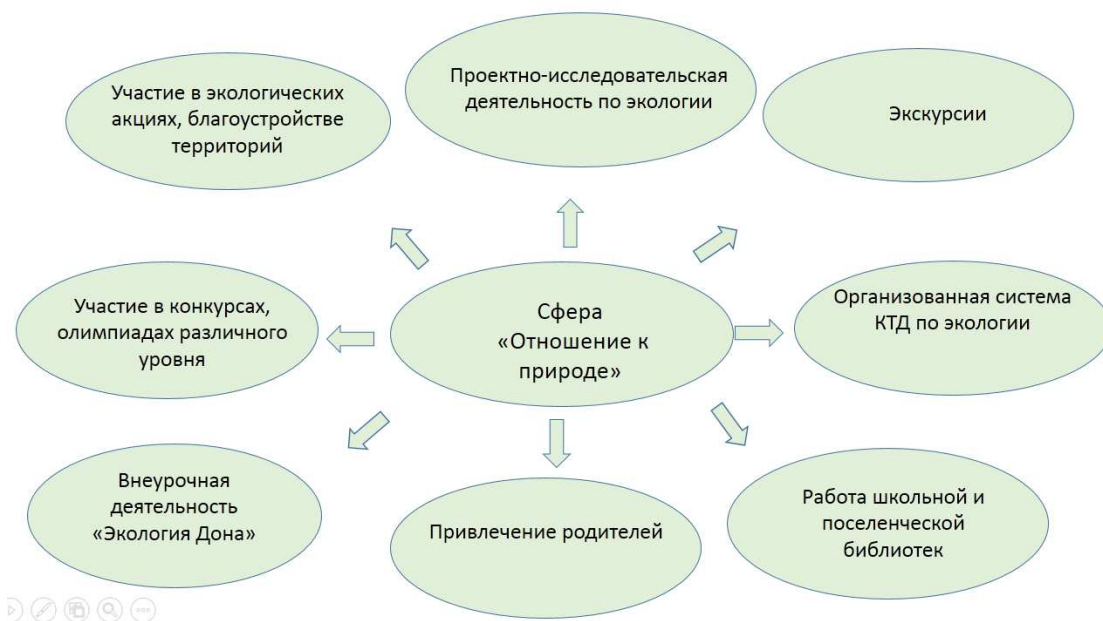 Участие в экологических
акциях, благоустройстве
территорий
Проектно-исследовательская
деятельность по экологии
Экскурсии
Участие в конкурсах,
олимпиадах различного
уровня
Сфера
«Отношение к
природе»
Организованная система
КТД по экологии
Внеурочная
деятельность
«Экология Дона»
Привлечение родителей
Работа школьной и
поселенческой
библиотек